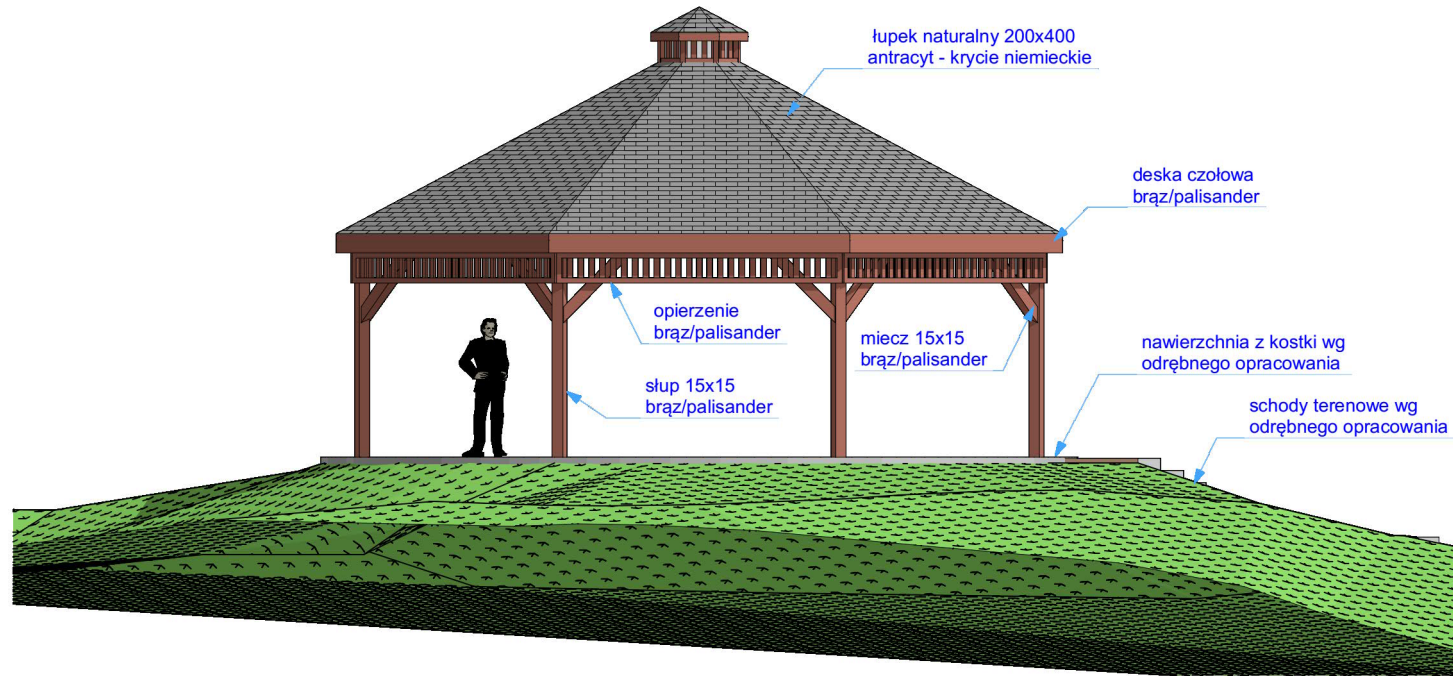 łupek naturalny 200x400
antracyt - krycie niemieckie
deska czołowa
brąz/palisander
opierzenie
brąz/palisander
miecz 15x15
brąz/palisander
nawierzchnia z kostki wg
odrębnego opracowania
słup 15x15
brąz/palisander
schody terenowe wg
odrębnego opracowania